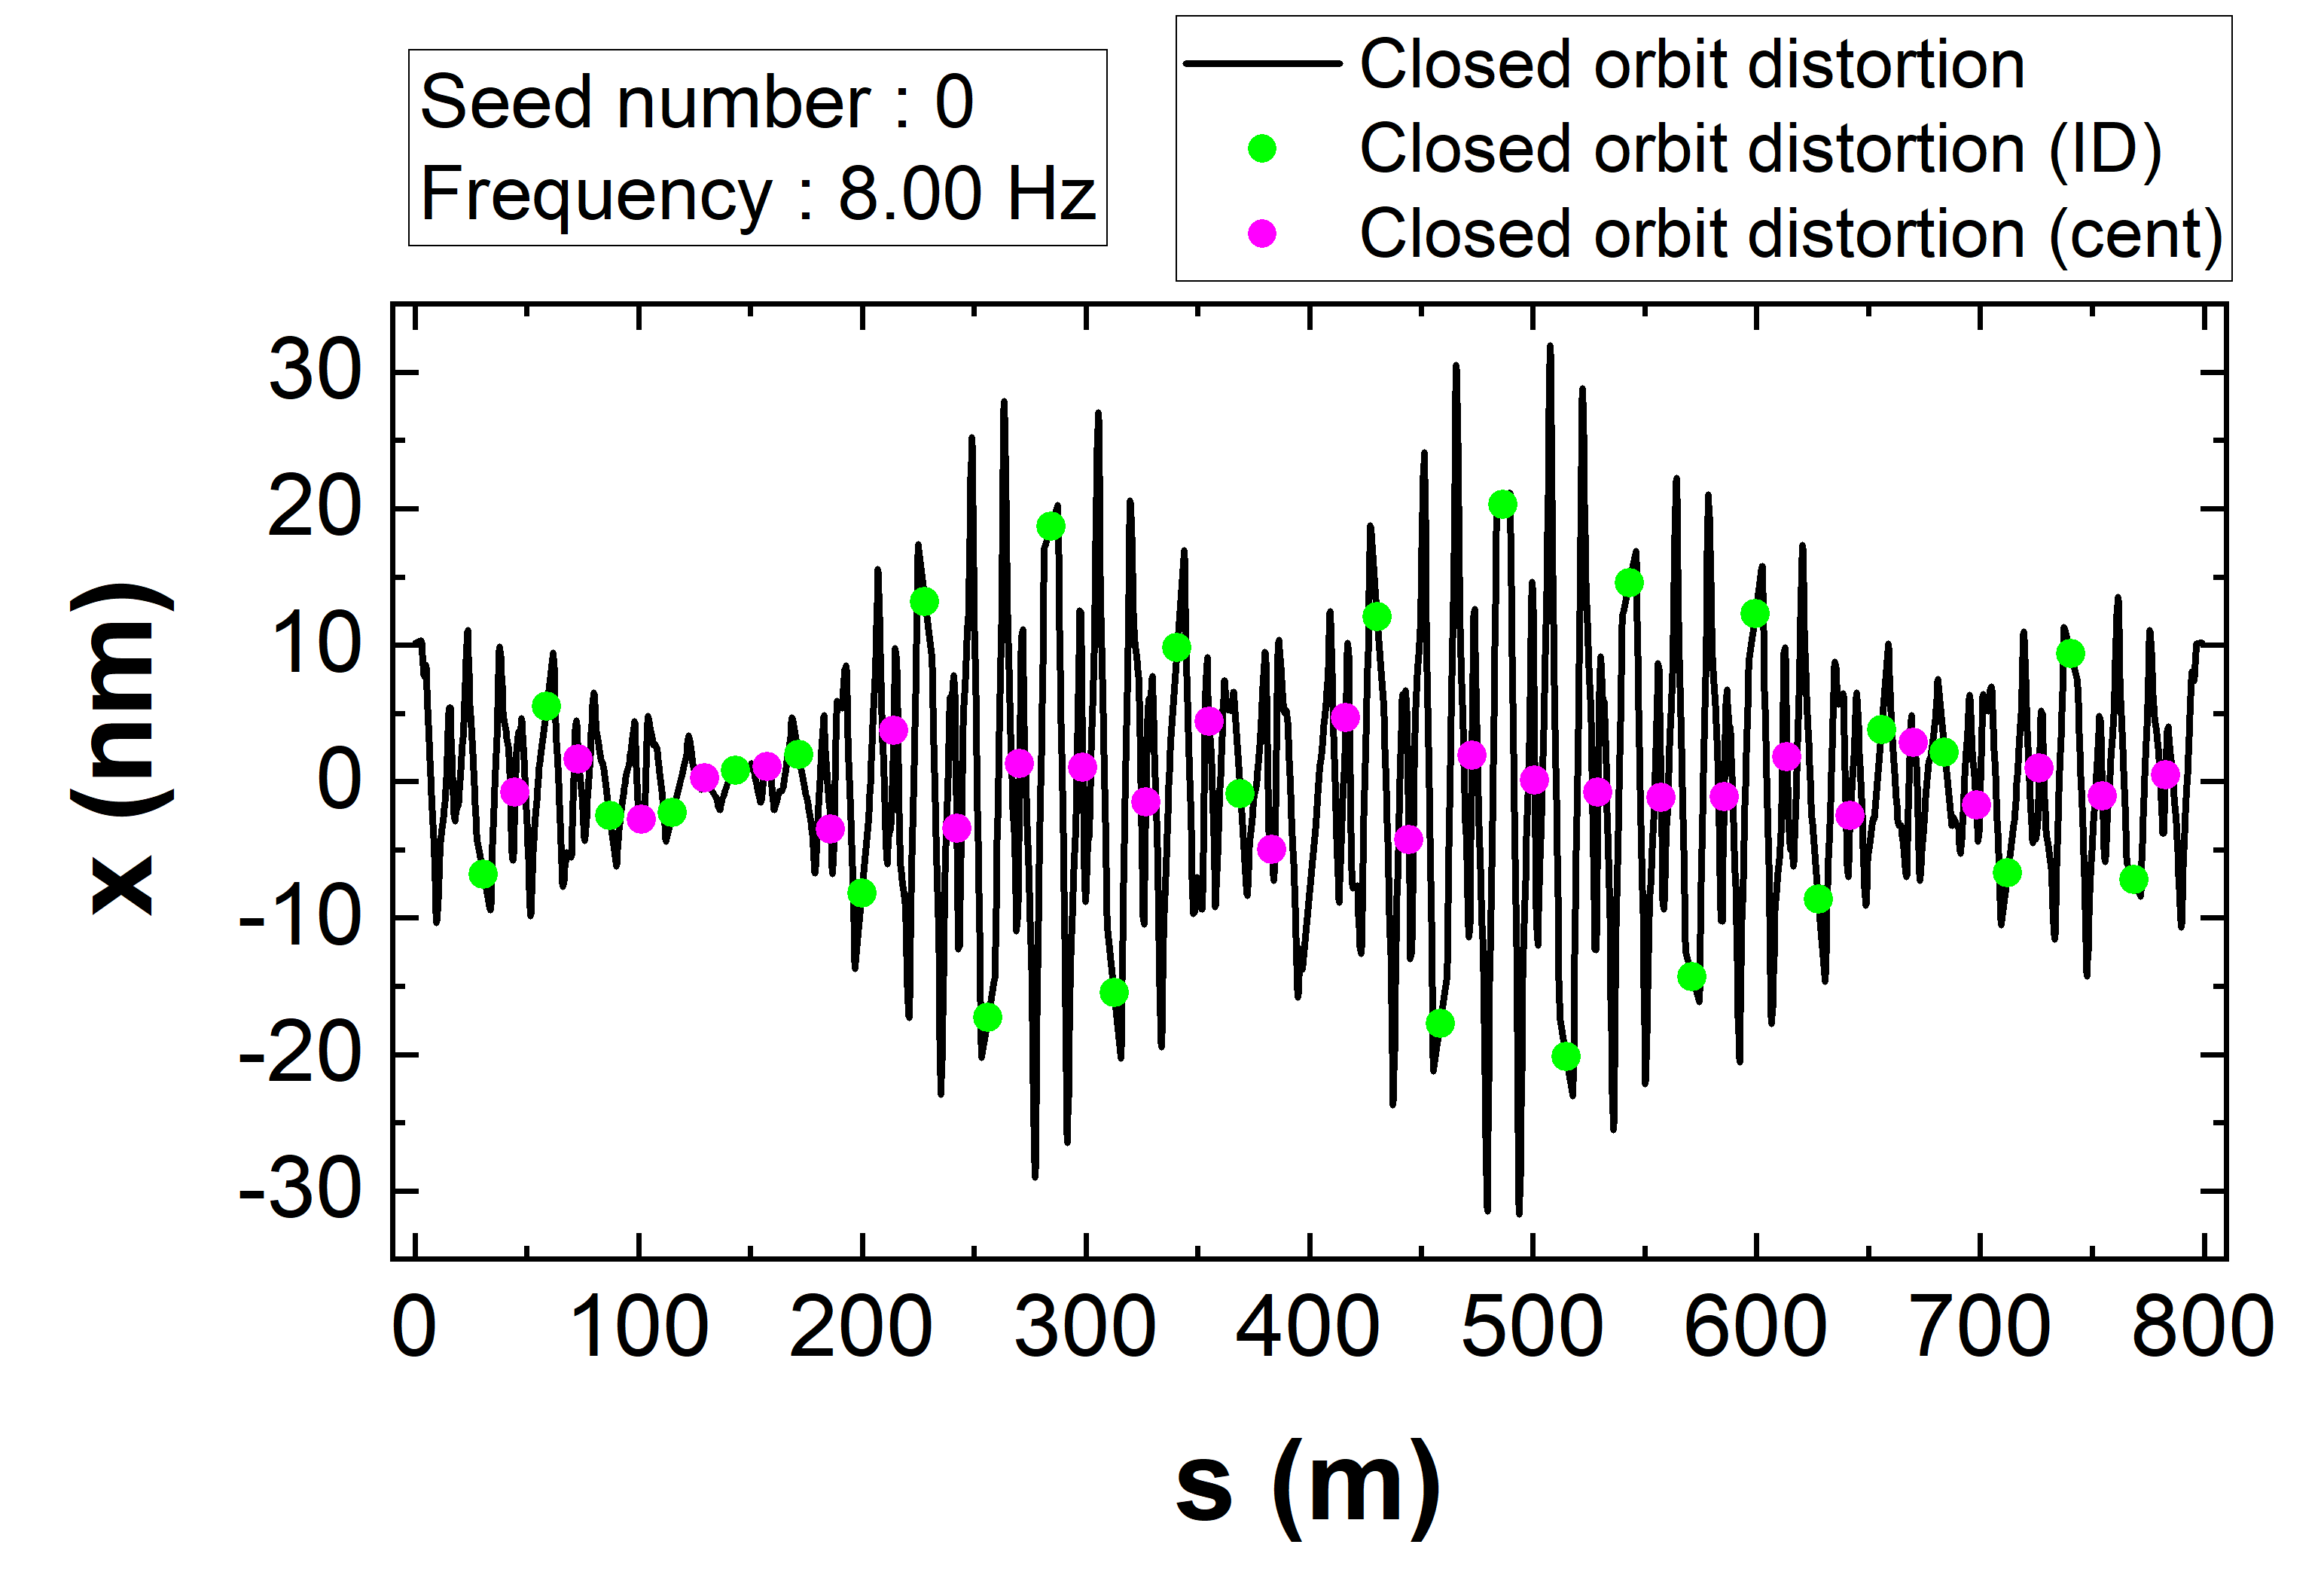 Seed number : 0
Frequency : 8.00 Hz
Closed orbit distortion
Closed orbit distortion (ID)
Closed orbit distortion (cent)
30
20
10
0
-10
-20
-30
x (nm)
0 100 200 300 400 500 600 700 800
s (m)